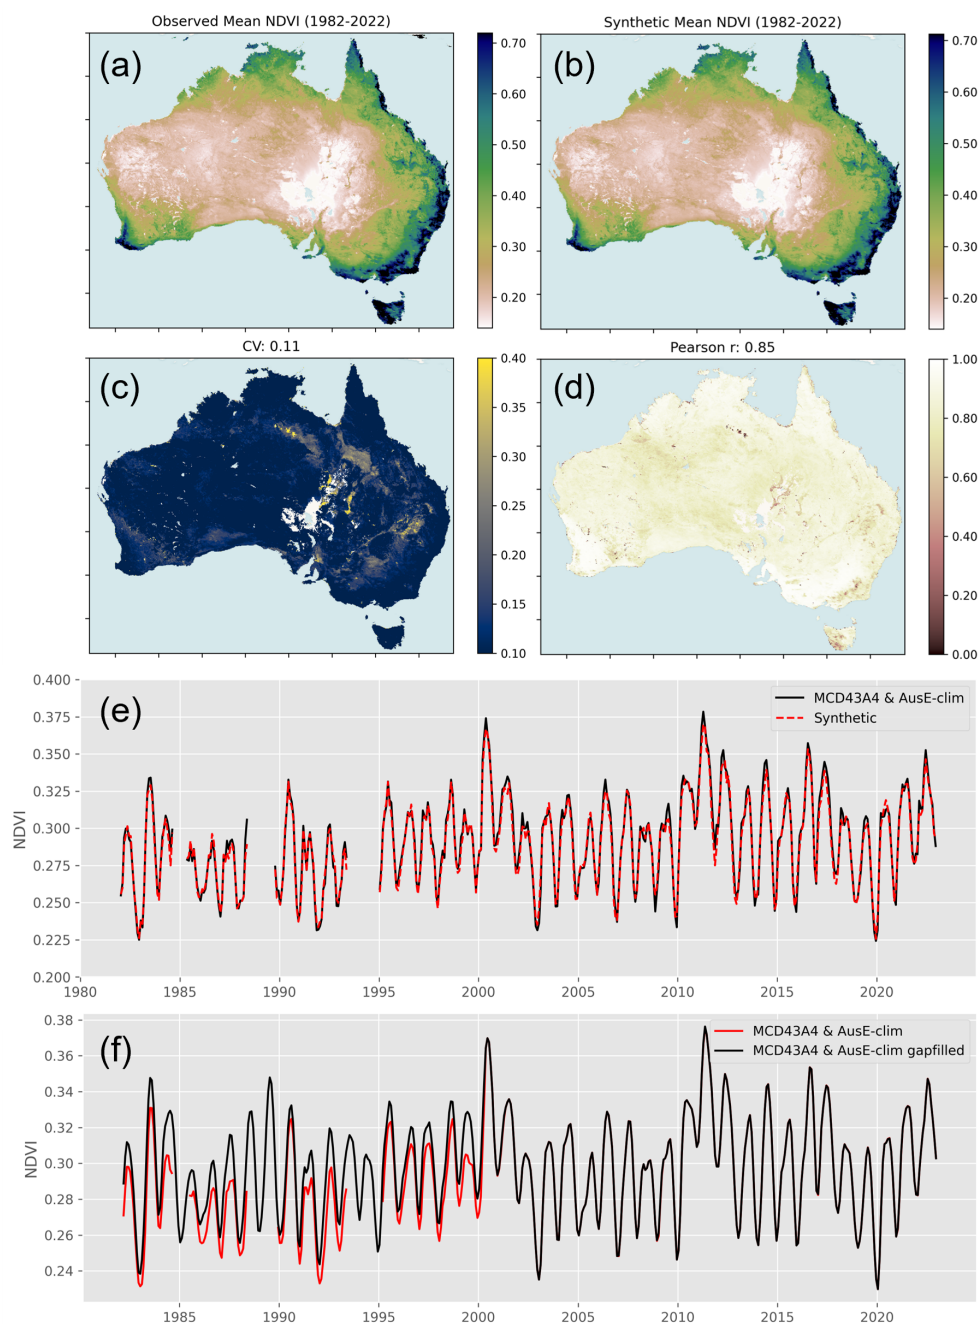 Observed Mean NDVI (1982-2022)
Synthetic Mean NDVI (1982-2022)
(a)
0.70
0.60
0.50
0.40
0.30
0.20
(b)
0.70
0.60
0.50
0.40
0.30
0.20
CV: 0.11
Pearson r: 0.85
(c)
0.40
0.35
0.30
0.25
0.20
0.15
0.10
(d)
1.00
0.80
0.60
0.40
0.20
0.00
(e)
MCD43A4 & AusE-clim
Synthetic
NDVI
0.400
0.375
0.350
0.325
0.300
0.275
0.250
0.225
0.200
1980 1985 1990 1995 2000 2005 2010 2015 2020
(f)
MCD43A4 & AusE-clim
MCD43A4 & AusE-clim gapfilled
NDVI
0.38
0.36
0.34
0.32
0.30
0.28
0.26
0.24
1985 1990 1995 2000 2005 2010 2015 2020